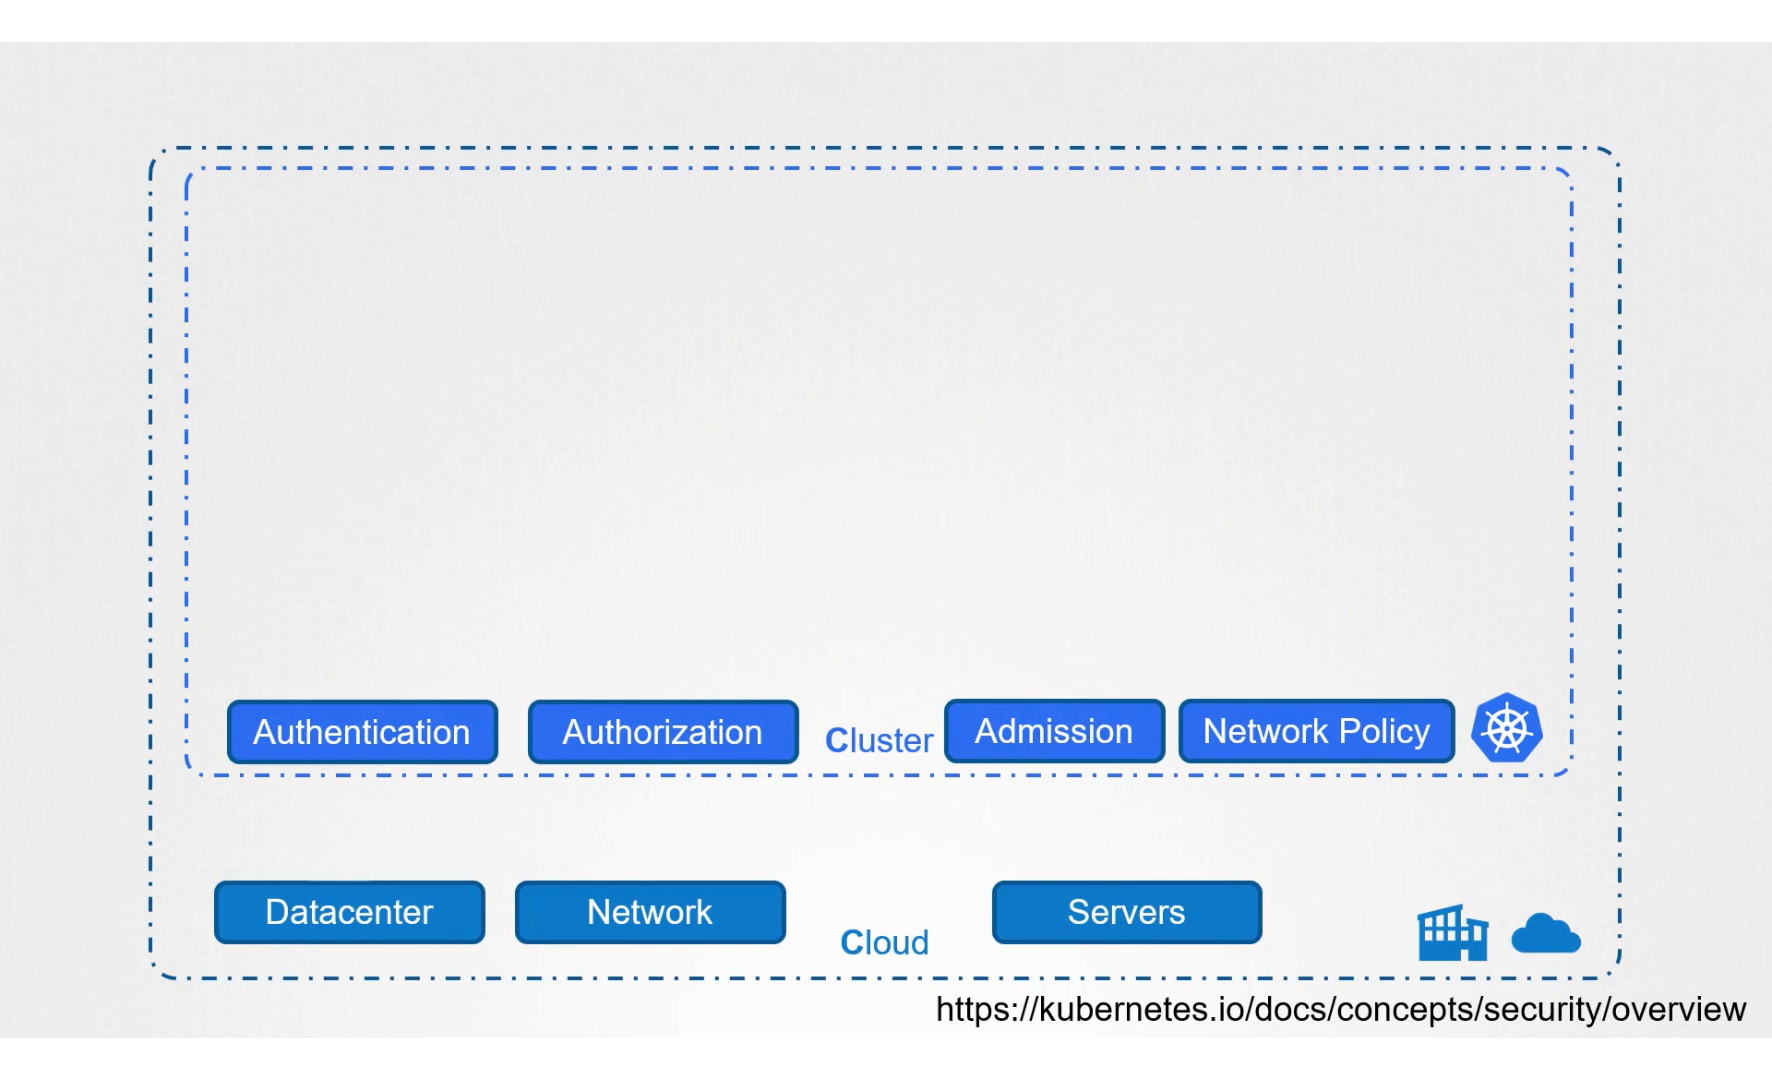 Authentication
Authorization
Cluster
Admission
Network Policy
Datacenter
Network
Cloud
Servers
https://kubernetes.io/docs/concepts/security/overview